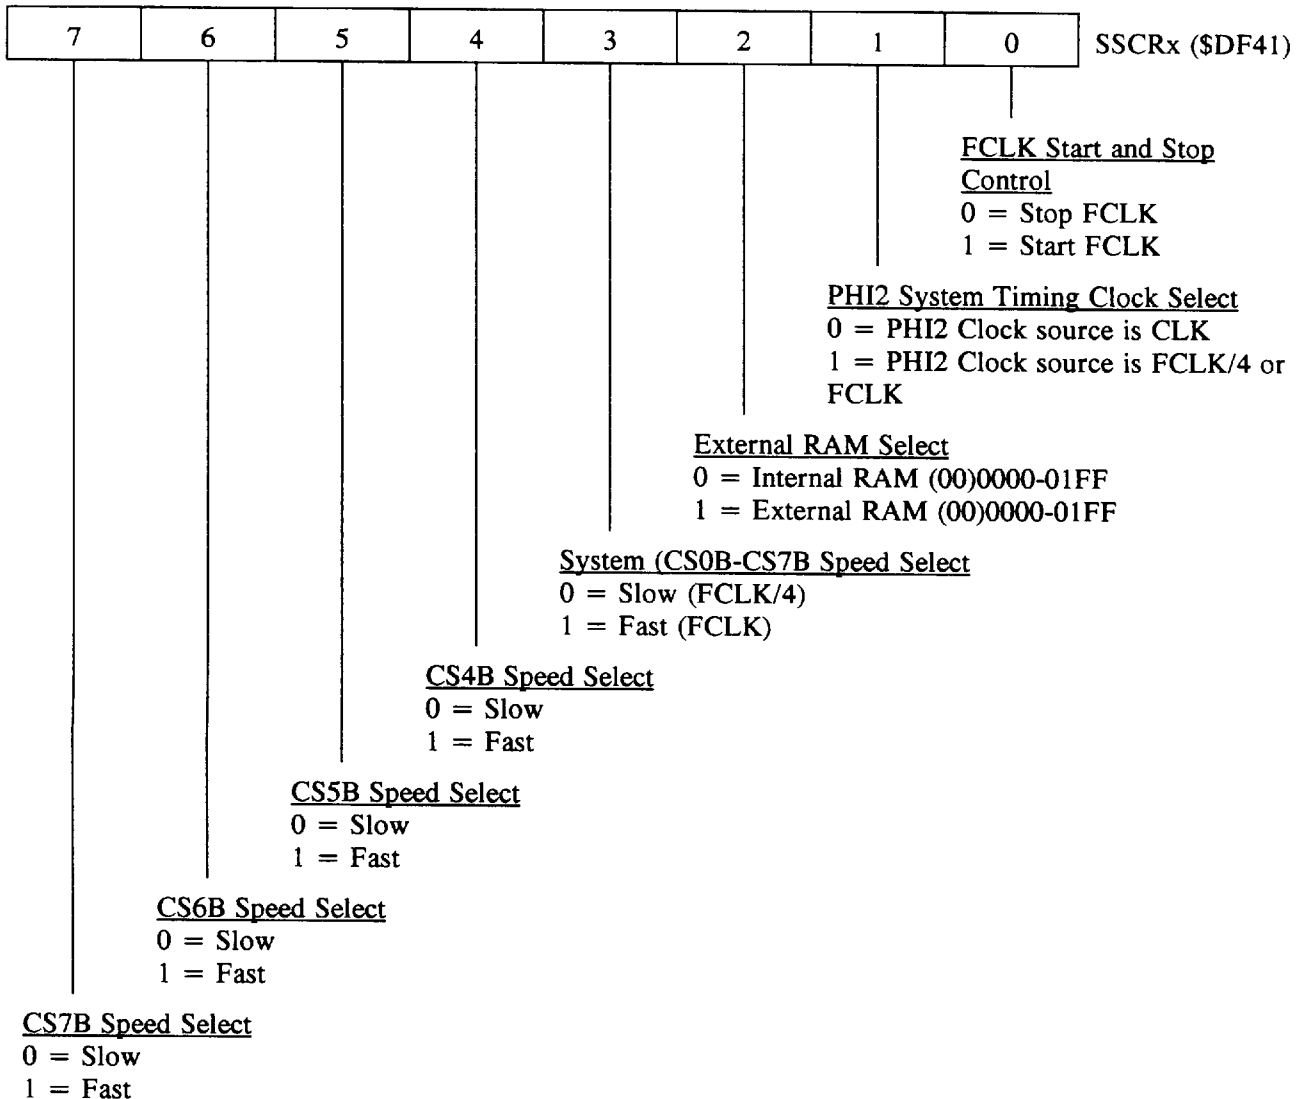 7 6 5 4 3 2 1 0 SSCRx ($DF41)
FCLK Start and Stop
Control
0 = Stop FCLK
1 = Start FCLK
PHI2 System Timing Clock Select
0 = PHI2 Clock source is CLK
1 = PHI2 Clock source is FCLK/4 or
FCLK
External RAM Select
0 = Internal RAM (00)0000-01FF
1 = External RAM (00)0000-01FF
System (CS0B-CS7B Speed Select
0 = Slow (FCLK/4)
1 = Fast (FCLK)
CS4B Speed Select
0 = Slow
1 = Fast
CS5B Speed Select
0 = Slow
1 = Fast
CS6B Speed Select
0 = Slow
1 = Fast
CS7B Speed Select
0 = Slow
1 = Fast